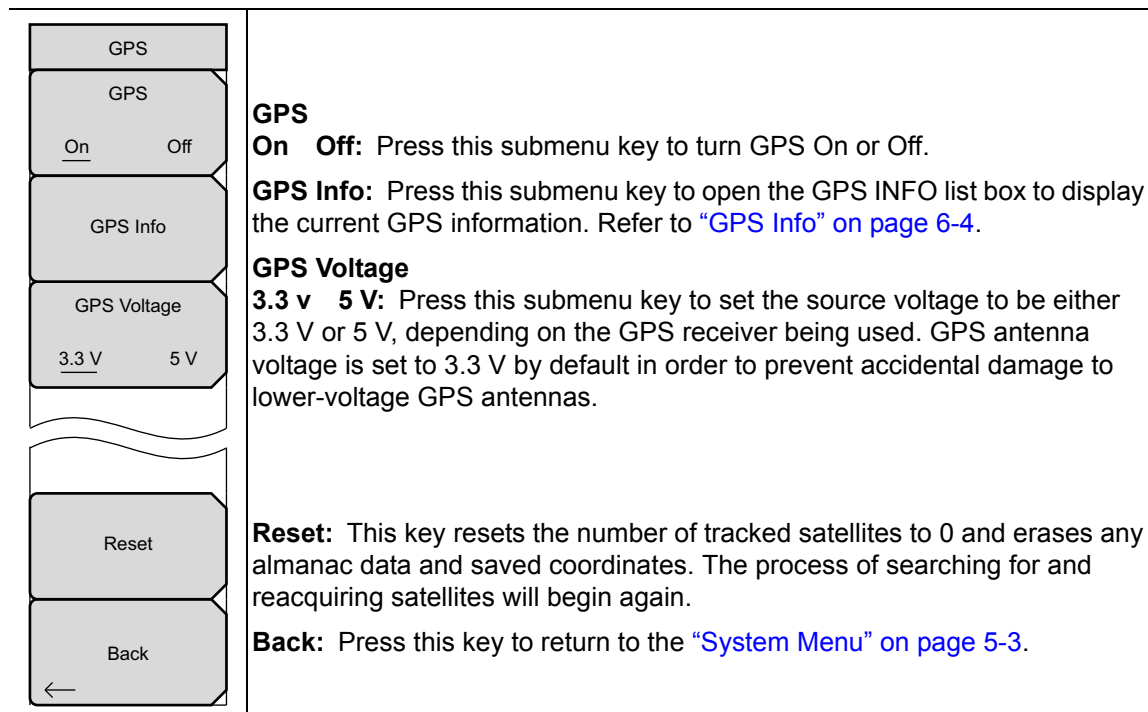 GPS
GPS
On Off
GPS Info
GPS Voltage
3.3 V 5 V
Reset
Back
GPS
On Off: Press this submenu key to turn GPS On or Off.
GPS Info: Press this submenu key to open the GPS INFO list box to display
the current GPS information. Refer to “GPS Info” on page 6-4.
GPS Voltage
3.3 v 5 V: Press this submenu key to set the source voltage to be either
3.3 V or 5 V, depending on the GPS receiver being used. GPS antenna
voltage is set to 3.3 V by default in order to prevent accidental damage to
lower-voltage GPS antennas.
Reset: This key resets the number of tracked satellites to 0 and erases any
almanac data and saved coordinates. The process of searching for and
reacquiring satellites will begin again.
Back: Press this key to return to the “System Menu” on page 5-3.